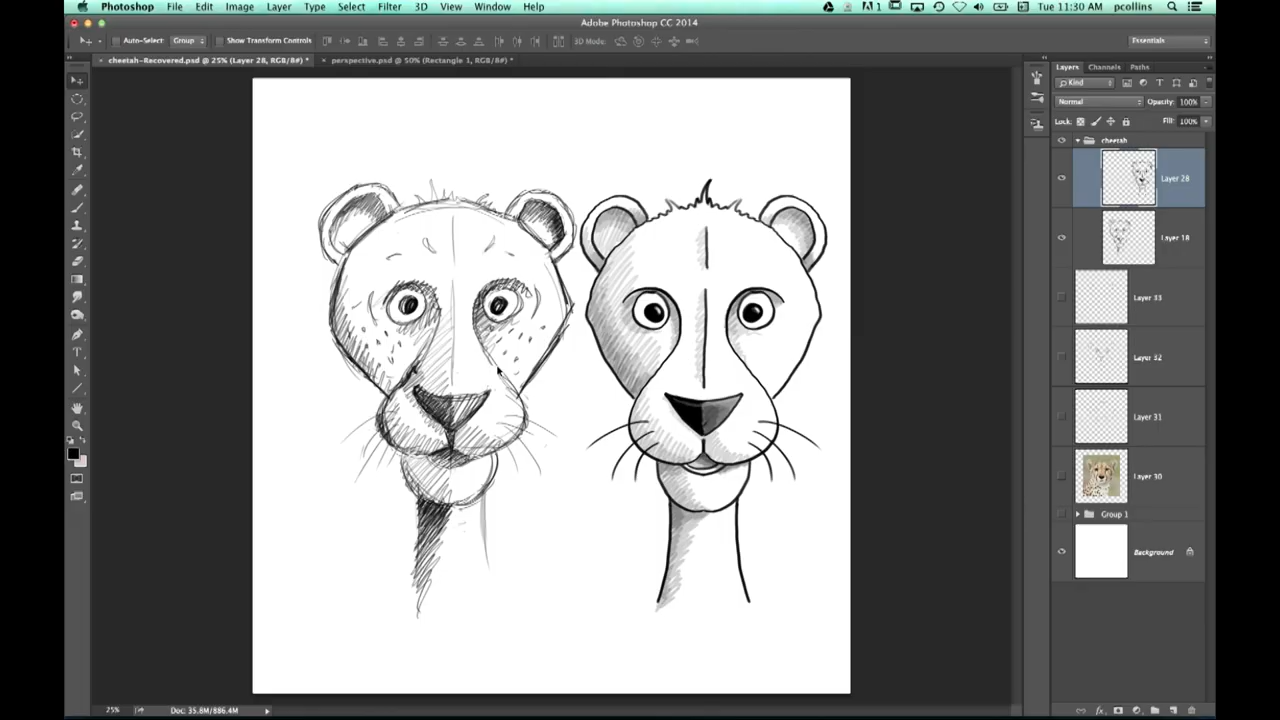 Photoshop File Edit Image Layer Type Select Filter 3D View Window Help 1 Tue 11:30 AM pcollins
Adobe Photoshop CC 2014
Auto-Select: Group Show Transform Controls 3D Mode: Essentials
cheetah-Recovered.psd @ 25% (Layer 28, RGB/8#) * perspective.psd @ 50% (Rectangle 1, RGB/8#) *
Layers Channels Paths
Kind
Normal Opacity: 100%
Lock: Fill: 100%
cheetah
Layer 28
Layer 18
Layer 33
Layer 32
Layer 31
Layer 30
Group 1
Background
25% Doc: 35.8M/886.4M